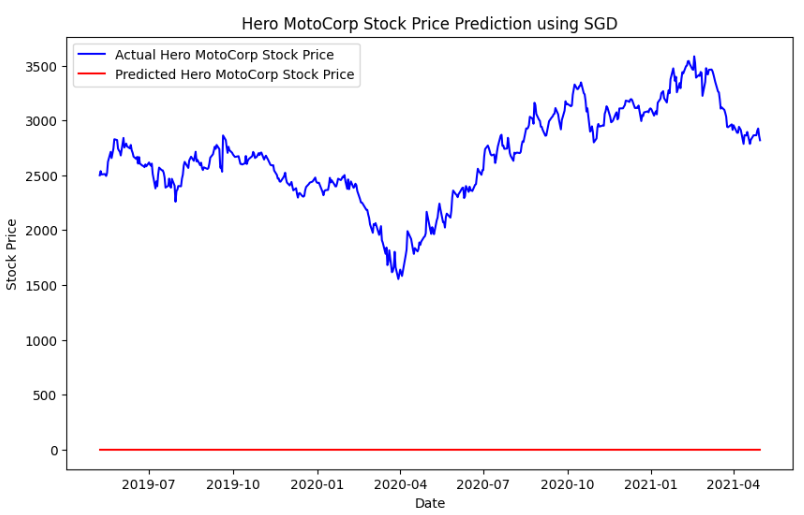 Hero MotoCorp Stock Price Prediction using SGD
Actual Hero MotoCorp Stock Price
Predicted Hero MotoCorp Stock Price
Stock Price
3500
3000
2500
2000
1500
1000
500
0
2019-07 2019-10 2020-01 2020-04 2020-07 2020-10 2021-01 2021-04
Date